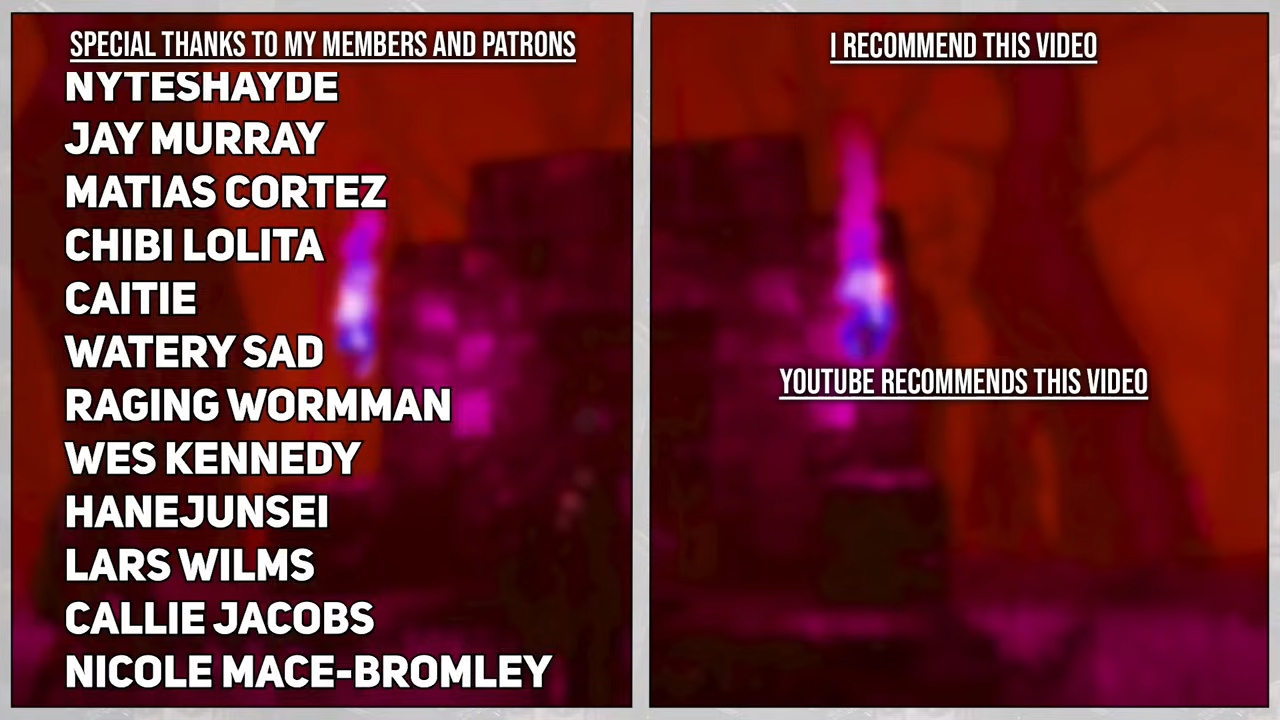 SPECIAL THANKS TO MY MEMBERS AND PATRONS
NYTESHAYDE
JAY MURRAY
MATIAS CORTEZ
CHIBI LOLITA
CAITIE
WATERY SAD
RAGING WORMMAN
WES KENNEDY
HANEJUNSEI
LARS WILMS
CALLIE JACOBS
NICOLE MACE-BROMLEY
I RECOMMEND THIS VIDEO
YOUTUBE RECOMMENDS THIS VIDEO